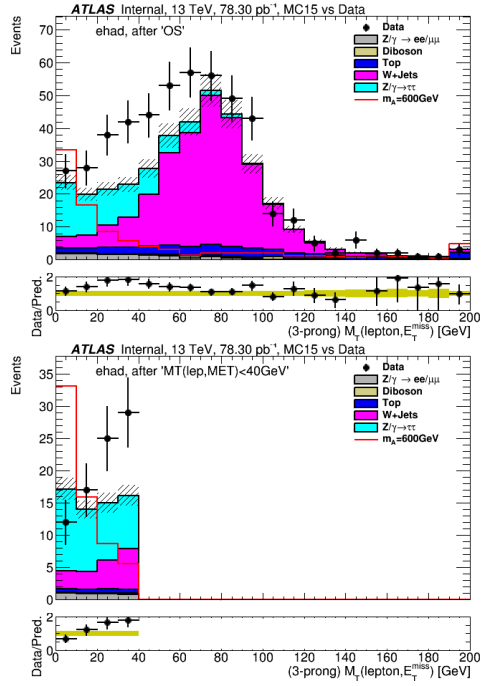 ATLAS Internal, 13 TeV, 78.30 pb⁻¹, MC15 vs Data
ehad, after 'OS'
Events
Data
Z/γ → ee/μμ
Diboson
Top
W+Jets
Z/γ→ττ
m_A=600GeV
70
60
50
40
30
20
10
0
Data/Pred.
2
0
0 20 40 60 80 100 120 140 160 180 200
(3-prong) M_T(lepton,E_T^miss) [GeV]
ATLAS Internal, 13 TeV, 78.30 pb⁻¹, MC15 vs Data
ehad, after 'MT(lep,MET)<40GeV'
Events
Data
Z/γ → ee/μμ
Diboson
Top
W+Jets
Z/γ→ττ
m_A=600GeV
35
30
25
20
15
10
5
0
Data/Pred.
2
0
0 20 40 60 80 100 120 140 160 180 200
(3-prong) M_T(lepton,E_T^miss) [GeV]